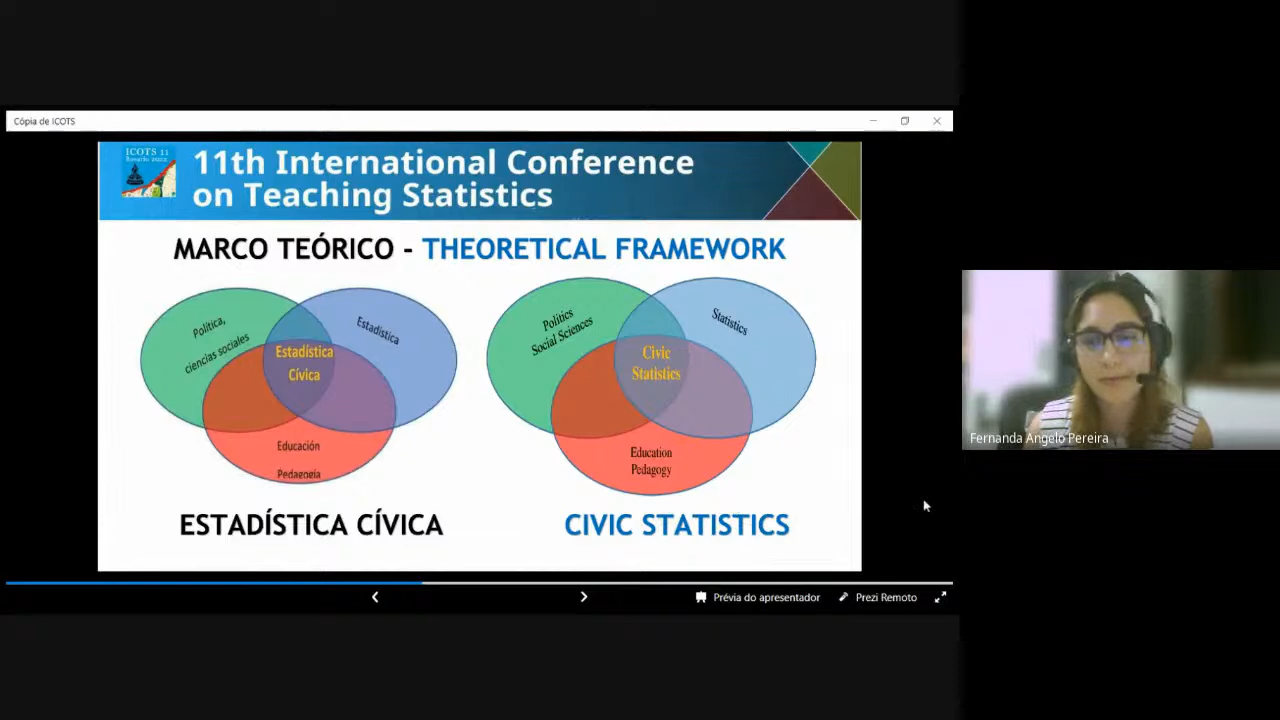 Cópia de ICOTS
ICOTS 11
Rosario 2022
11th International Conference
on Teaching Statistics
MARCO TEÓRICO - THEORETICAL FRAMEWORK
Política,
ciencias sociales
Estadística
Estadística
Cívica
Educación
Pedagogía
Politics
Social Sciences
Statistics
Civic
Statistics
Education
Pedagogy
ESTADÍSTICA CÍVICA
CIVIC STATISTICS
Prévia do apresentador
Prezi Remoto
Fernanda Angelo Pereira